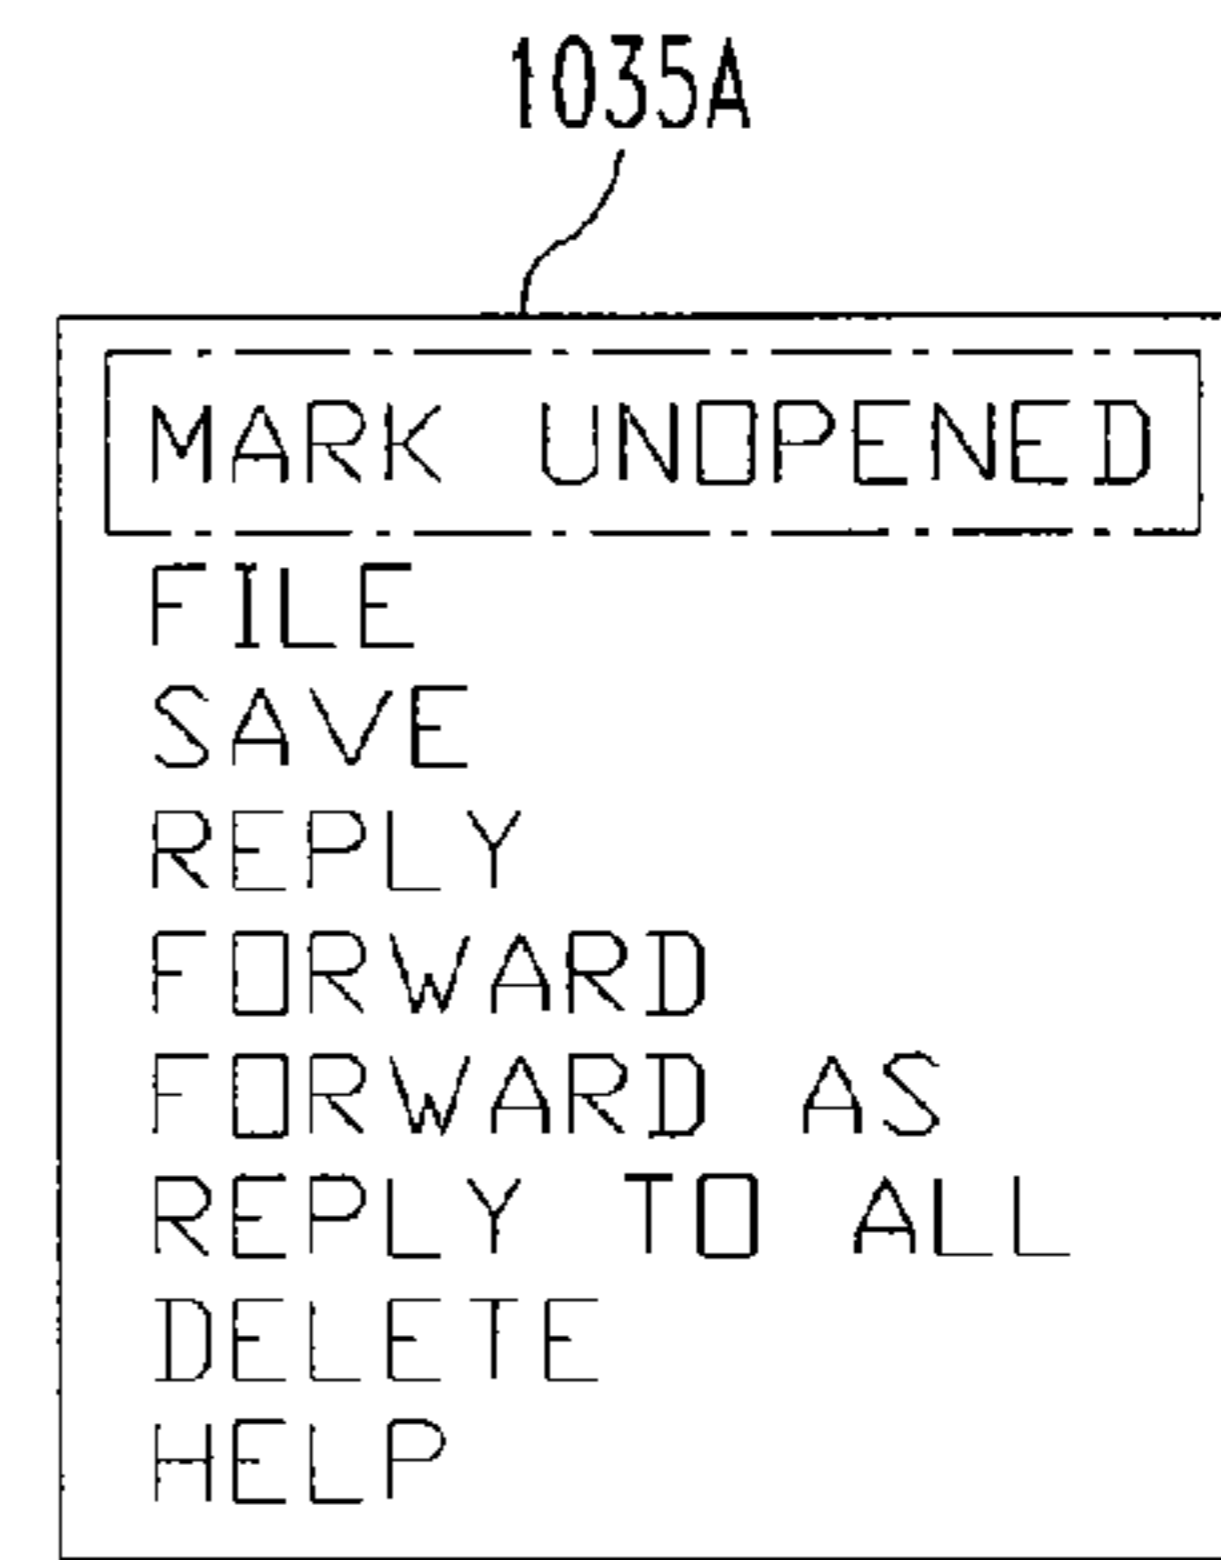 1035A
MARK UNOPENED
FILE
SAVE
REPLY
FORWARD
FORWARD AS
REPLY TO ALL
DELETE
HELP